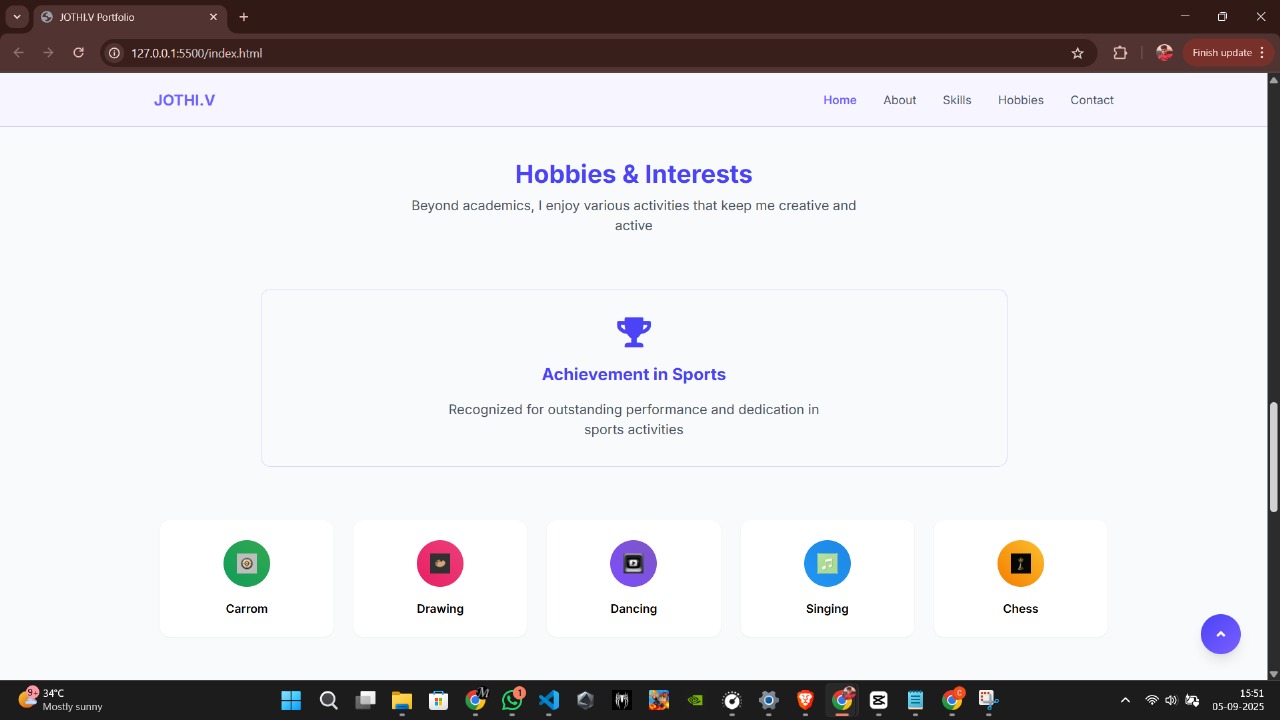 JOTHI.V Portfolio
127.0.0.1:5500/index.html
Finish update
JOTHI.V
Home
About
Skills
Hobbies
Contact
Hobbies & Interests
Beyond academics, I enjoy various activities that keep me creative and
active
Achievement in Sports
Recognized for outstanding performance and dedication in
sports activities
Carrom
Drawing
Dancing
Singing
Chess
9+
34°C
Mostly sunny
M
1
C
15:51
05-09-2025